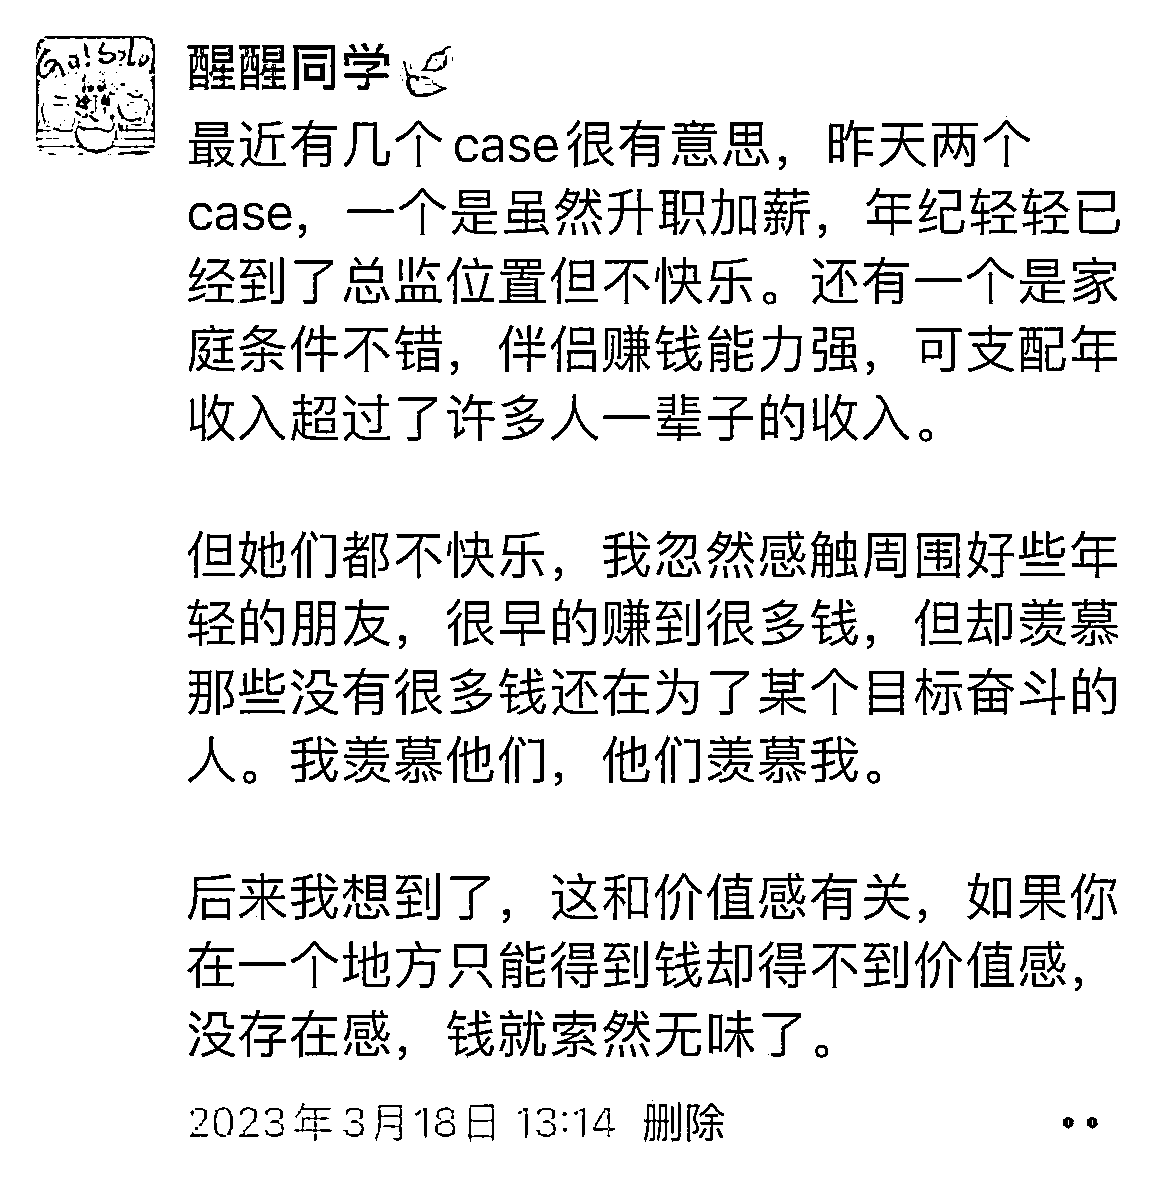 Go! Solo
醒醒同学
最近有几个case很有意思，昨天两个
case，一个是虽然升职加薪，年纪轻轻已
经到了总监位置但不快乐。还有一个是家
庭条件不错，伴侣赚钱能力强，可支配年
收入超过了许多人一辈子的收入。
但她们都不快乐，我忽然感触周围好些年
轻的朋友，很早的赚到很多钱，但却羡慕
那些没有很多钱还在为了某个目标奋斗的
人。我羡慕他们，他们羡慕我。
后来我想到了，这和价值感有关，如果你
在一个地方只能得到钱却得不到价值感，
没存在感，钱就索然无味了。
2023年3月18日 13:14 删除